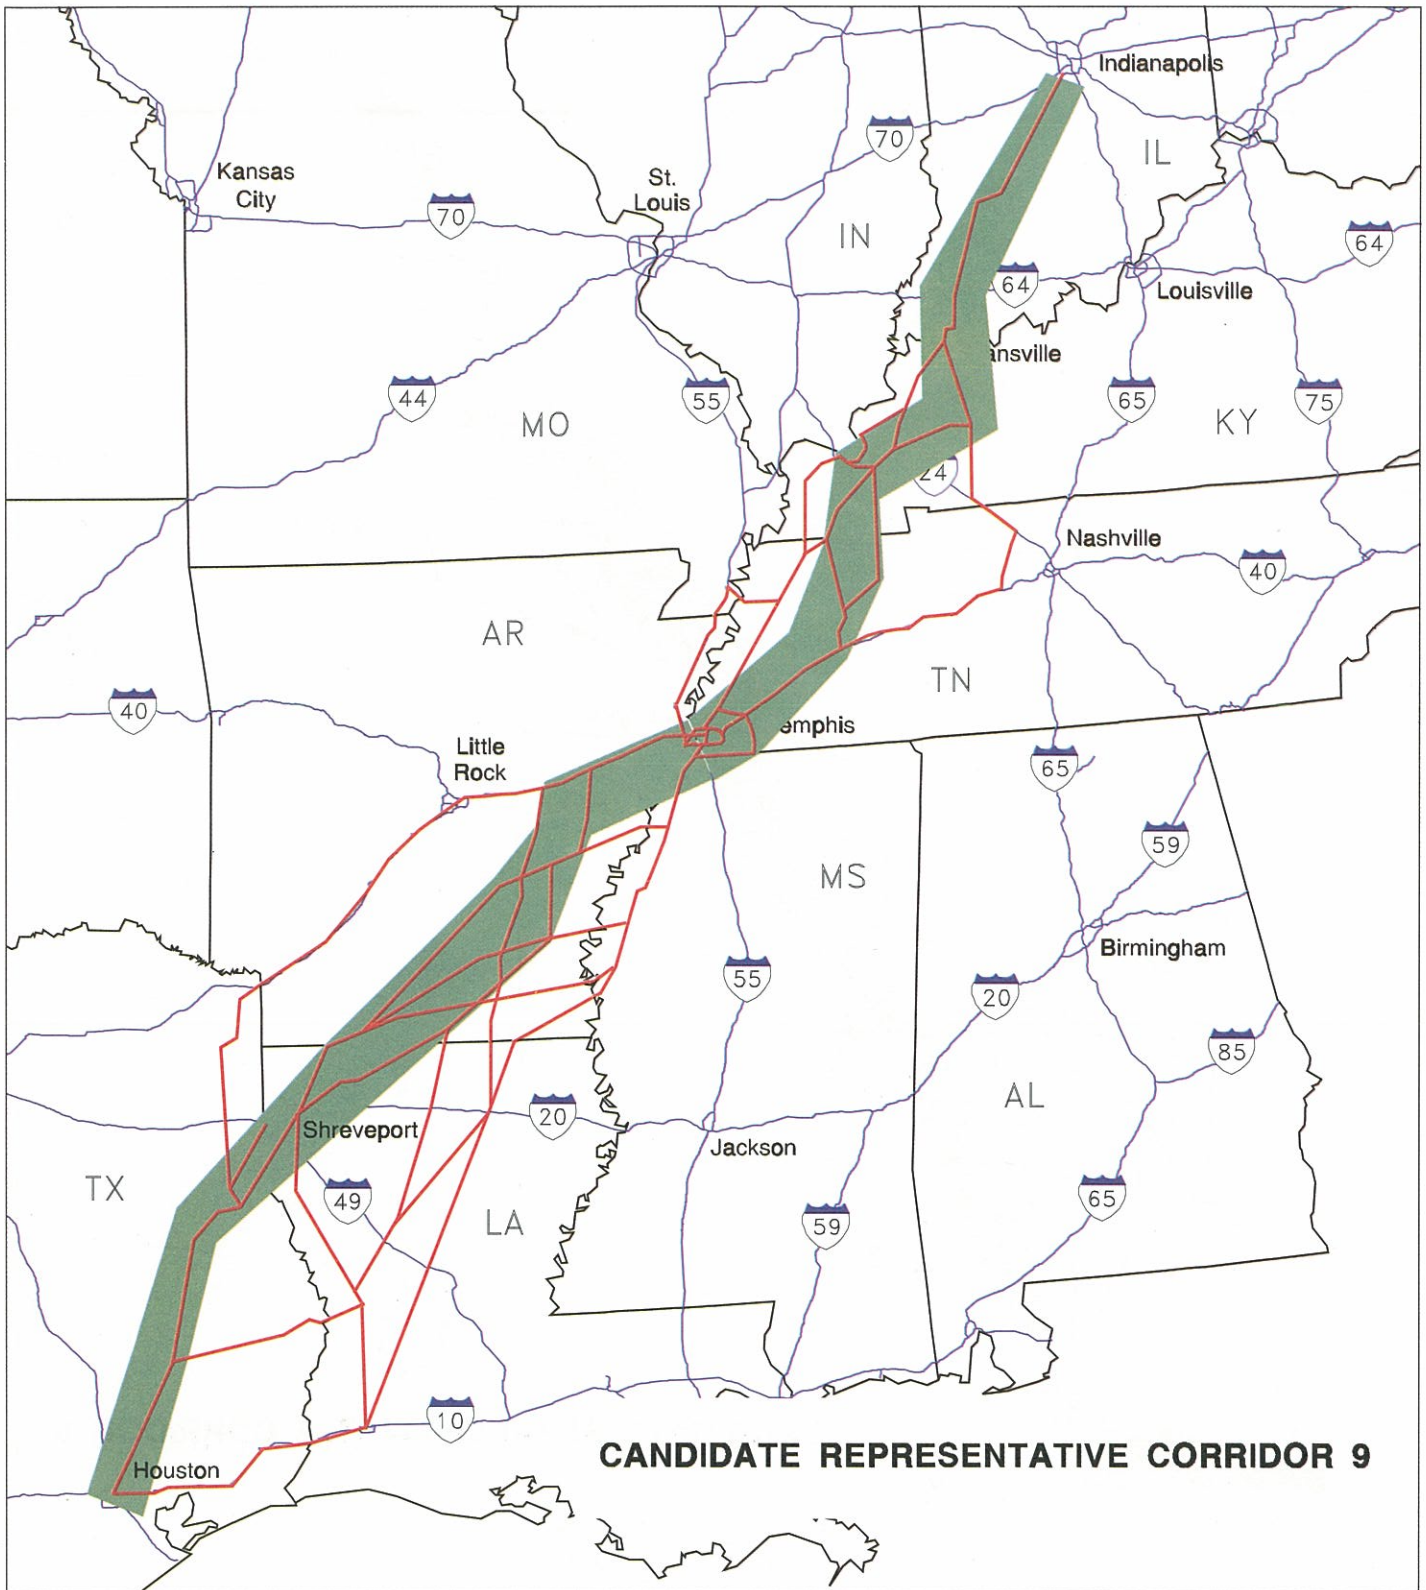 Indianapolis
70
IL
Kansas
City
St.
Louis
70
IN
64
64
Louisville
ansville
44
55
65
75
MO
KY
24
Nashville
40
AR
TN
40
emphis
Little
Rock
65
59
MS
Birmingham
55
20
85
AL
20
Shreveport
Jackson
TX
49
65
LA
59
10
CANDIDATE REPRESENTATIVE CORRIDOR 9
Houston